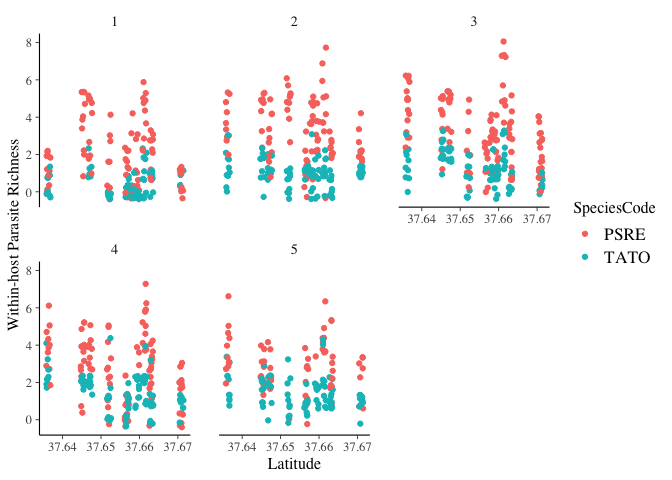 1 2 3
8
6
4
2
0
37.64 37.65 37.66 37.67
SpeciesCode
PSRE
TATO
Within-host Parasite Richness
4 5
8
6
4
2
0
37.64 37.65 37.66 37.67 37.64 37.65 37.66 37.67
Latitude